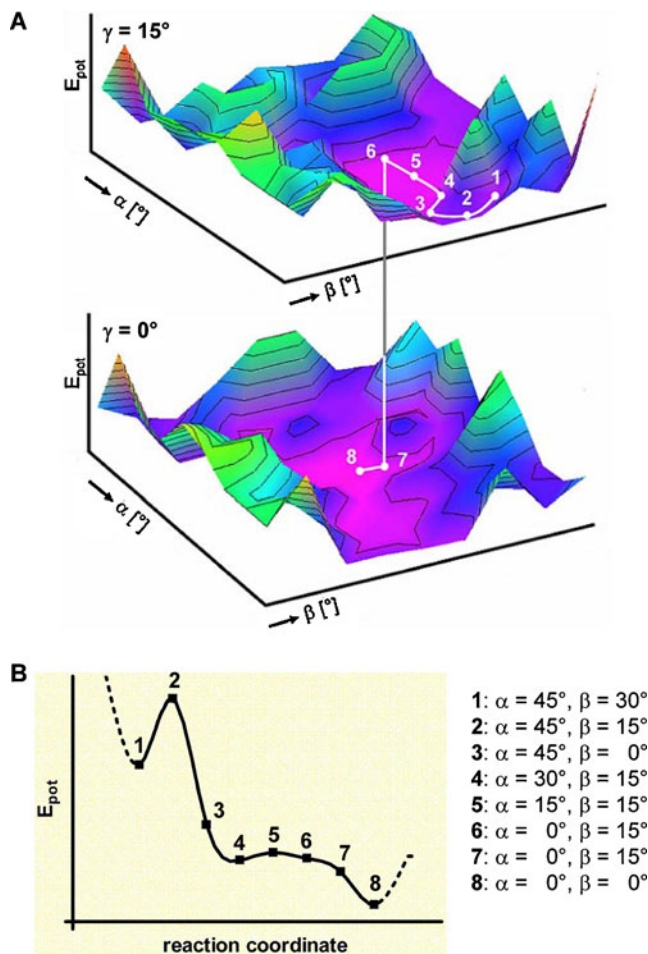 A
γ = 15°
E_pot
α [°]
β [°]
6
5
4
3
2
1
γ = 0°
E_pot
α [°]
β [°]
8
7
B
E_pot
1
2
3
4
5
6
7
8
reaction coordinate
1: α = 45°, β = 30°
2: α = 45°, β = 15°
3: α = 45°, β = 0°
4: α = 30°, β = 15°
5: α = 15°, β = 15°
6: α = 0°, β = 15°
7: α = 0°, β = 15°
8: α = 0°, β = 0°